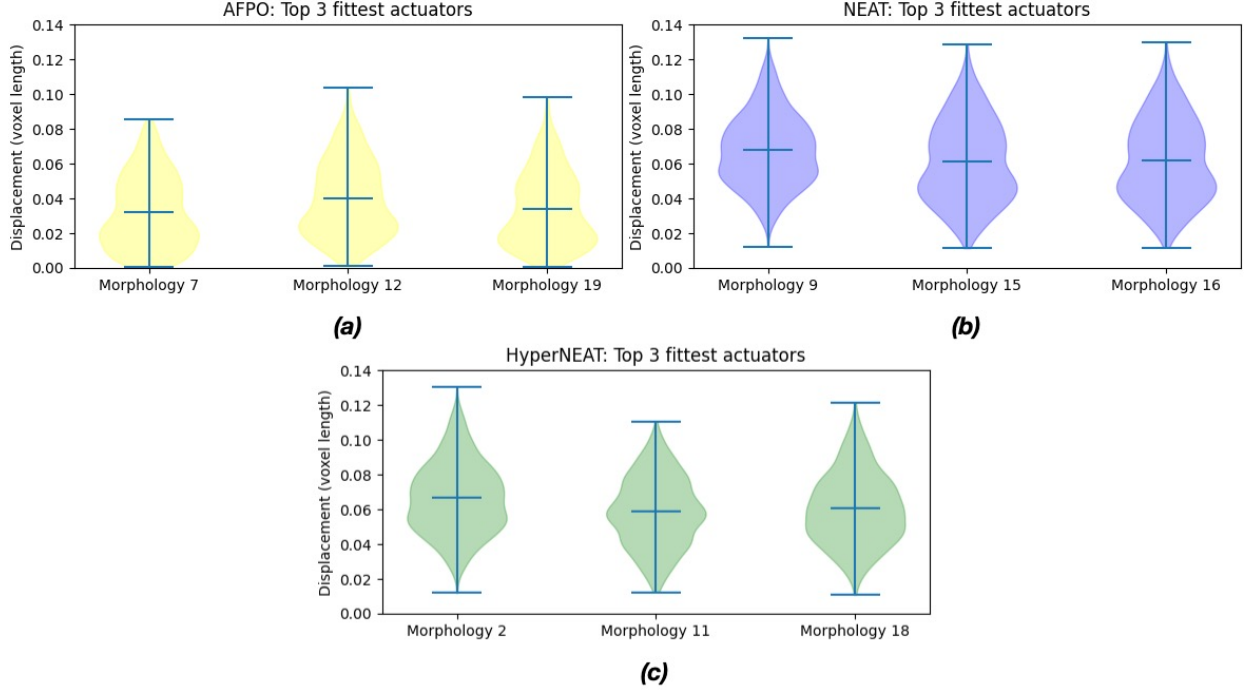 AFPO: Top 3 fittest actuators
Displacement (voxel length)
0.14
0.12
0.10
0.08
0.06
0.04
0.02
0.00
Morphology 7 Morphology 12 Morphology 19
(a)
NEAT: Top 3 fittest actuators
Displacement (voxel length)
0.14
0.12
0.10
0.08
0.06
0.04
0.02
0.00
Morphology 9 Morphology 15 Morphology 16
(b)
HyperNEAT: Top 3 fittest actuators
Displacement (voxel length)
0.14
0.12
0.10
0.08
0.06
0.04
0.02
0.00
Morphology 2 Morphology 11 Morphology 18
(c)